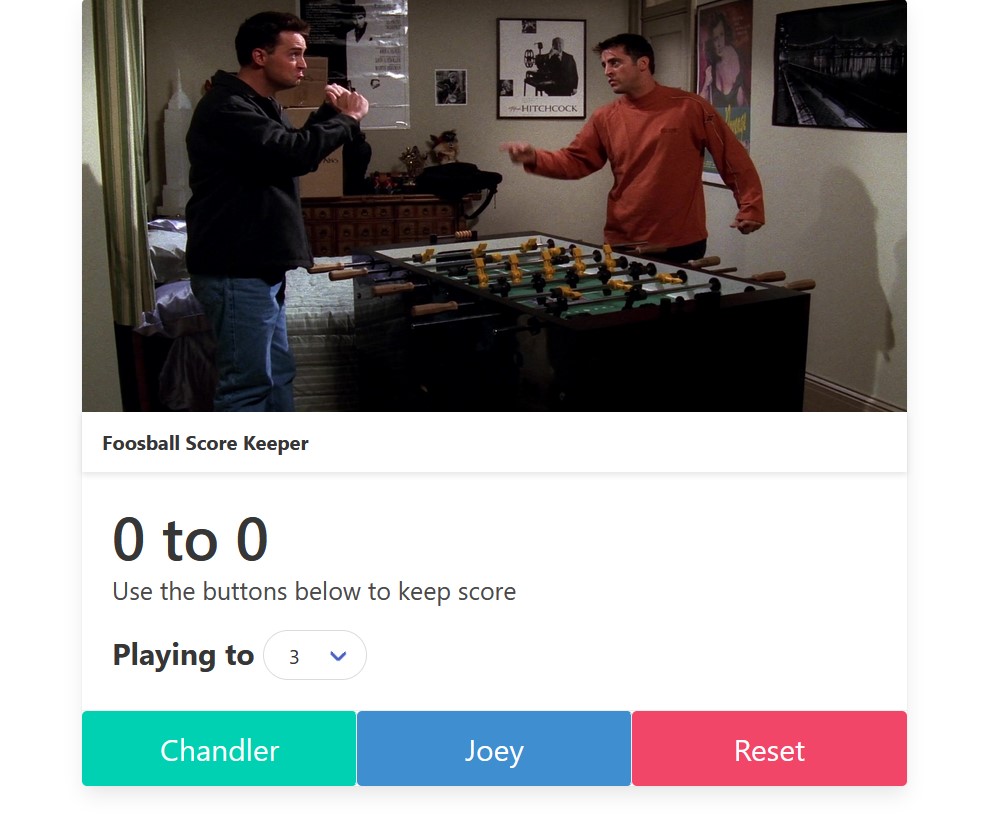 HITCHCOCK
Foosball Score Keeper
0 to 0
Use the buttons below to keep score
Playing to 3
Chandler Joey Reset